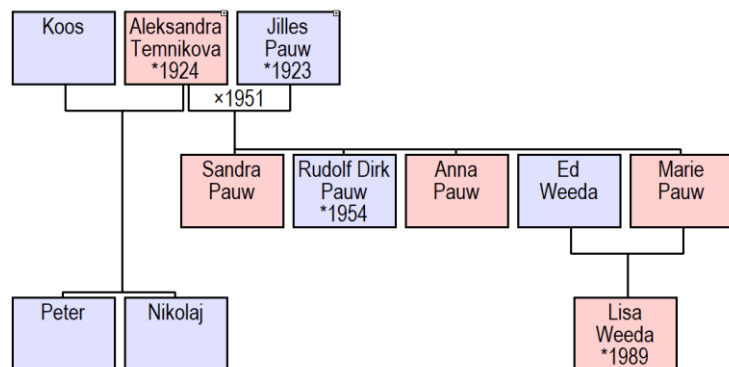 Koos
Aleksandra
Temnikova
*1924
Jilles
Pauw
*1923
×1951
Sandra
Pauw
Rudolf Dirk
Pauw
*1954
Anna
Pauw
Ed
Weeda
Marie
Pauw
Peter
Nikolaj
Lisa
Weeda
*1989